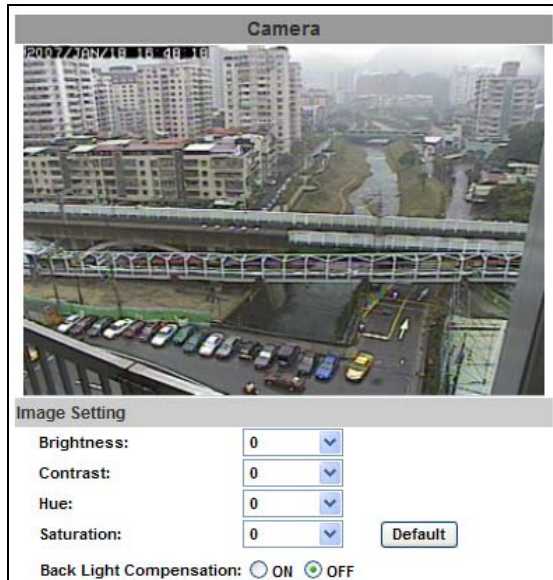 Camera
2007/JAN/18 16:48:18
Image Setting
Brightness: 0
Contrast: 0
Hue: 0
Saturation: 0 Default
Back Light Compensation: ON OFF